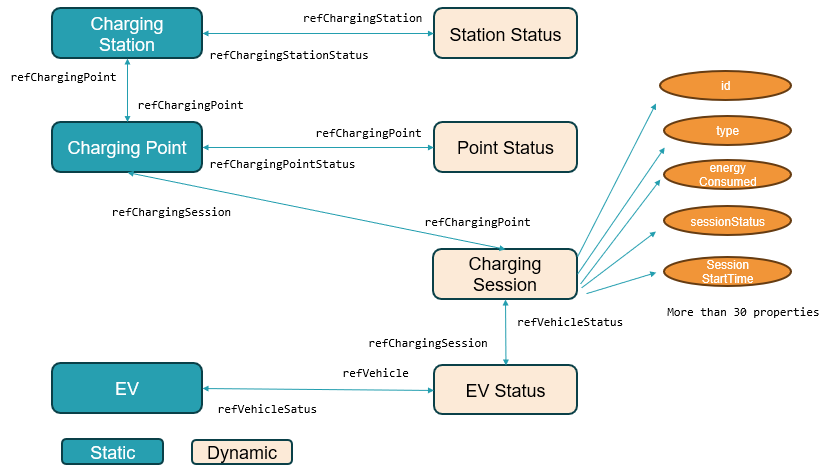 Charging
Station
refChargingStation
refChargingStationStatus
Station Status
refChargingPoint
refChargingPoint
Charging Point
refChargingPoint
refChargingPointStatus
Point Status
id
type
energy
Consumed
sessionStatus
Session
StartTime
More than 30 properties
refChargingSession
refChargingPoint
Charging
Session
refVehicleStatus
refChargingSession
EV
refVehicle
refVehicleSatus
EV Status
Static
Dynamic